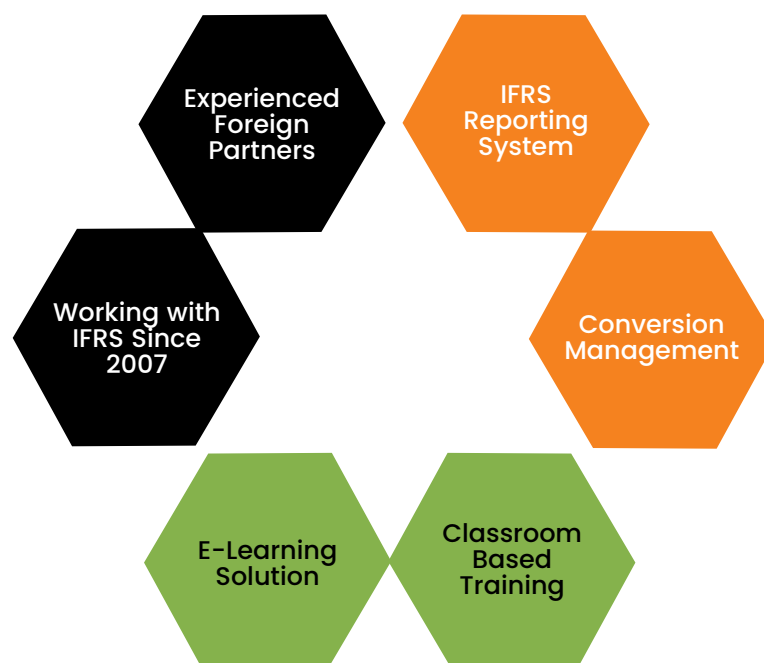 Experienced
Foreign
Partners
IFRS
Reporting
System
Working with
IFRS Since
2007
Conversion
Management
E-Learning
Solution
Classroom
Based
Training